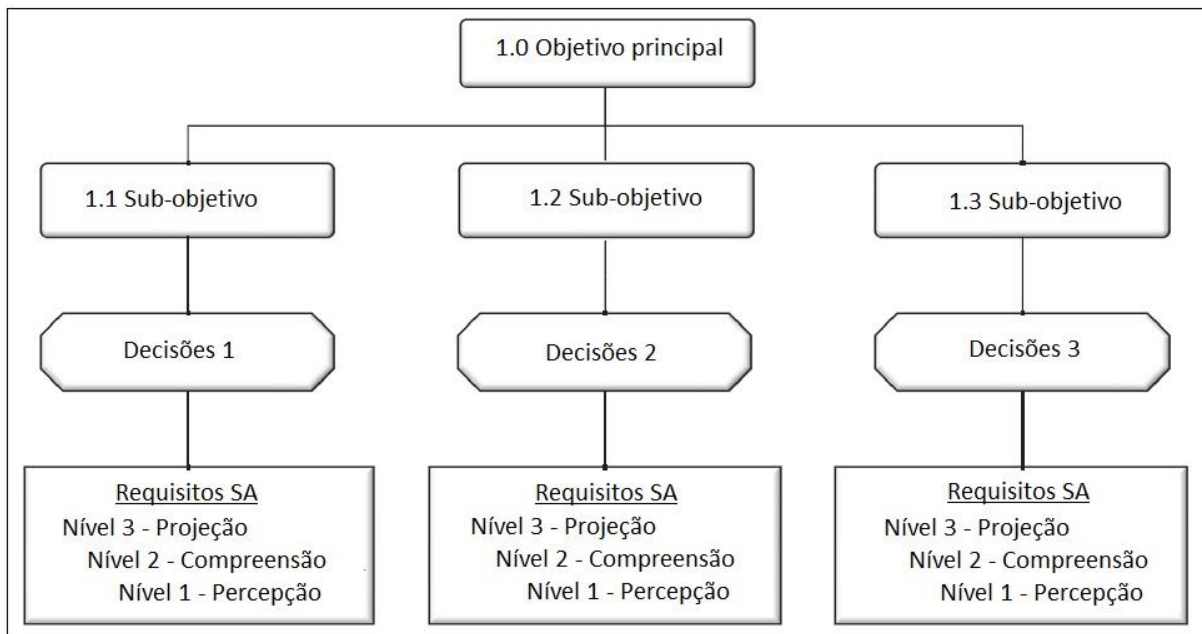 1.0 Objetivo principal
1.1 Sub-objetivo
1.2 Sub-objetivo
1.3 Sub-objetivo
Decisões 1
Decisões 2
Decisões 3
Requisitos SA
Nível 3 - Projeção
Nível 2 - Compreensão
Nível 1 - Percepção
Requisitos SA
Nível 3 - Projeção
Nível 2 - Compreensão
Nível 1 - Percepção
Requisitos SA
Nível 3 - Projeção
Nível 2 - Compreensão
Nível 1 - Percepção